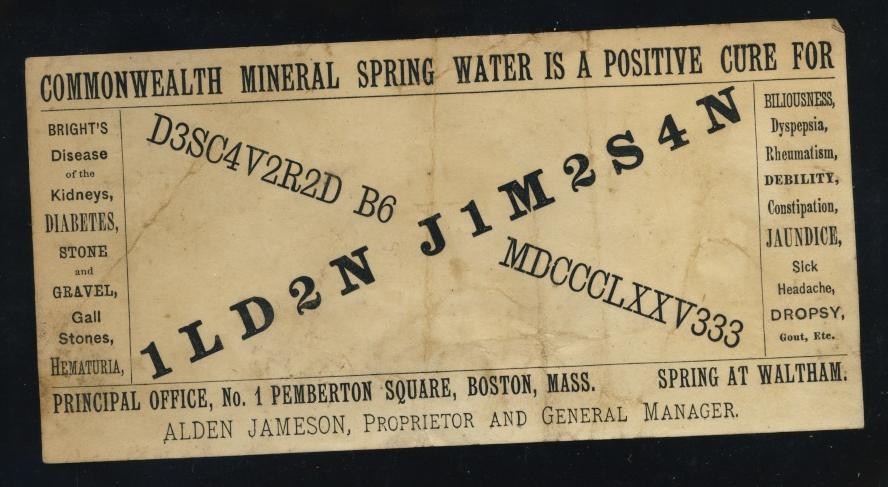 COMMONWEALTH MINERAL SPRING WATER IS A POSITIVE CURE FOR
BRIGHT'S
Disease
of the
Kidneys,
DIABETES,
STONE
and
GRAVEL,
Gall
Stones,
HEMATURIA,
D3SC4V2R2D B6
1LD2N J1M2S4N
MDCCCLXXV333
BILIOUSNESS,
Dyspepsia,
Rheumatism,
DEBILITY,
Constipation,
JAUNDICE,
Sick
Headache,
DROPSY,
Gout, Etc.
PRINCIPAL OFFICE, No. 1 PEMBERTON SQUARE, BOSTON, MASS. SPRING AT WALTHAM.
ALDEN JAMESON, PROPRIETOR AND GENERAL MANAGER.